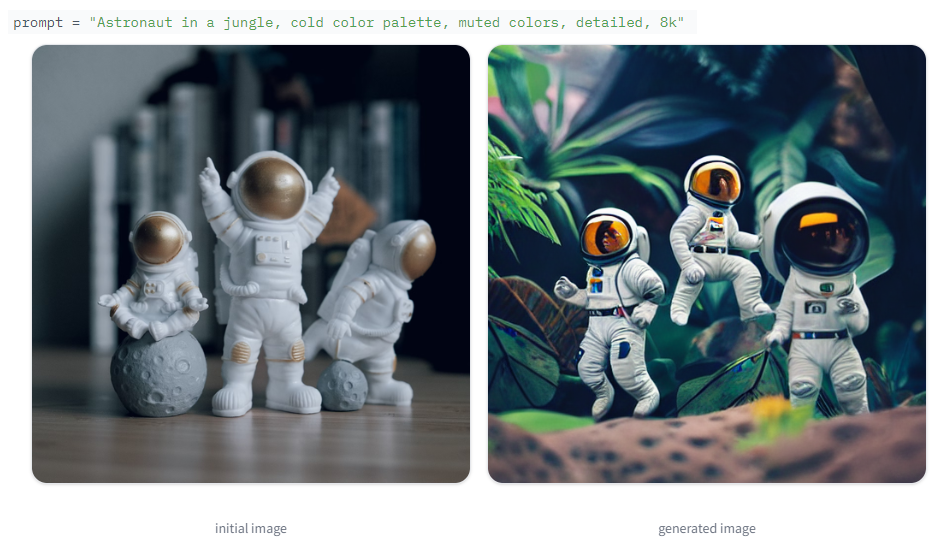 prompt = "Astronaut in a jungle, cold color palette, muted colors, detailed, 8k"
initial image
generated image